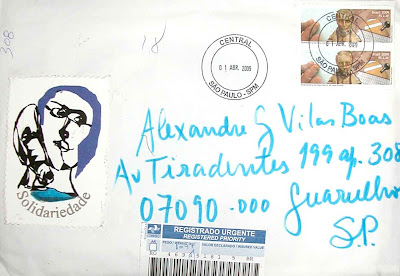 308
18
CENTRAL
01 ABR. 2009
SÃO PAULO - SPM
Solidariedade
Alexandre G Vilas Boas
Av Tiradentes 199 ap. 308
07090-000 Guarulhos
S.P.
REGISTRADO URGENTE
REGISTERED PRIORITY